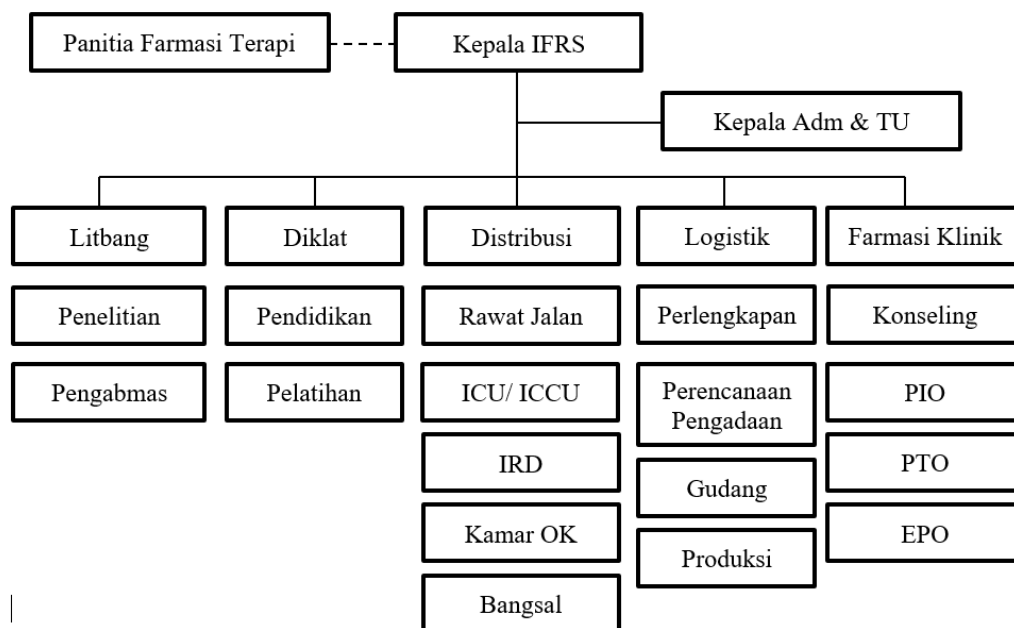 Panitia Farmasi Terapi
Kepala IFRS
Kepala Adm & TU
Litbang
Diklat
Distribusi
Logistik
Farmasi Klinik
Penelitian
Pendidikan
Rawat Jalan
Perlengkapan
Konseling
Pengabmas
Pelatihan
ICU/ ICCU
Perencanaan
Pengadaan
PIO
IRD
Gudang
PTO
Kamar OK
Produksi
EPO
Bangsal